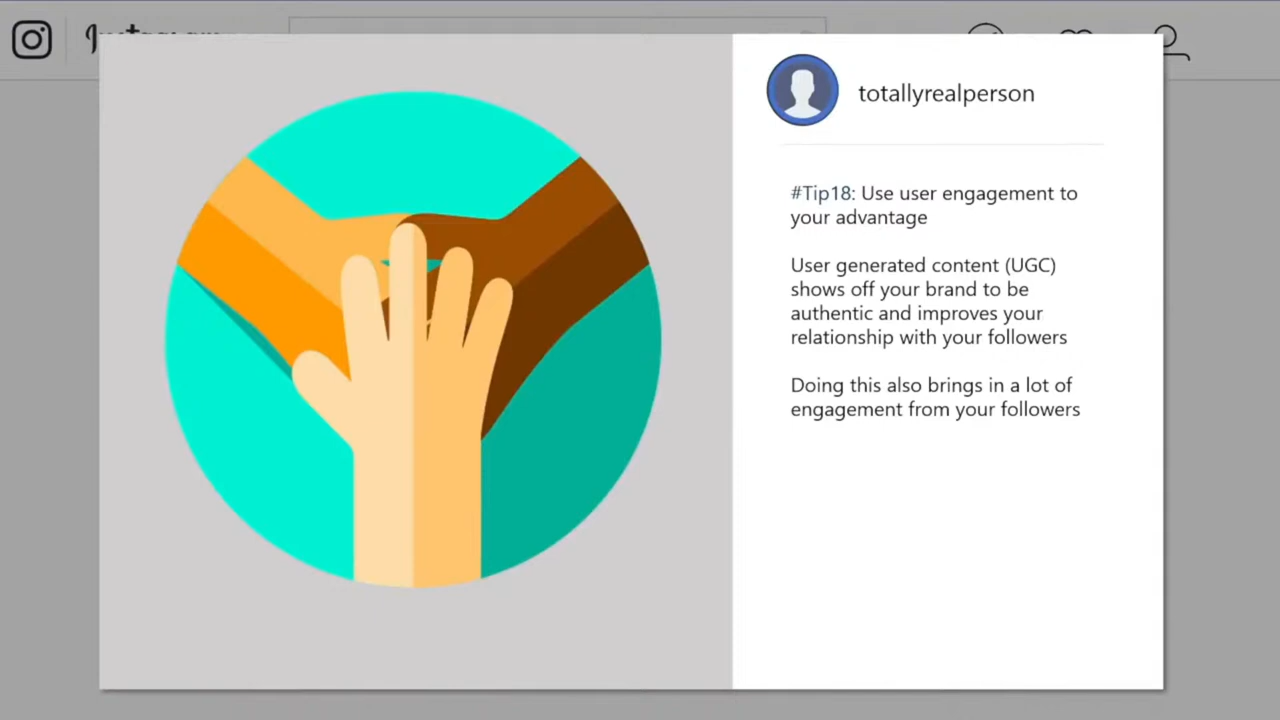 Instagram
totallyrealperson
#Tip18: Use user engagement to
your advantage
User generated content (UGC)
shows off your brand to be
authentic and improves your
relationship with your followers
Doing this also brings in a lot of
engagement from your followers